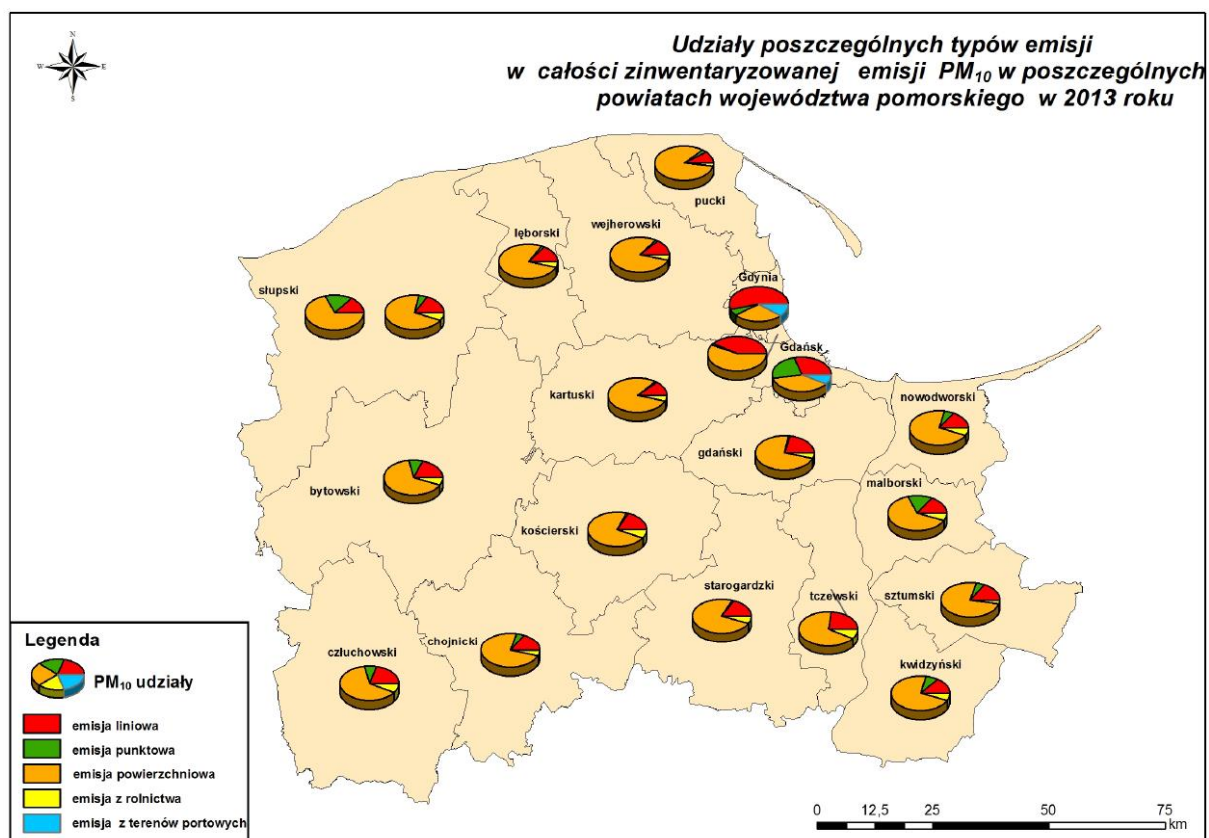 Udziały poszczególnych typów emisji
w całości zinwentaryzowanej emisji PM₁₀ w poszczególnych
powiatach województwa pomorskiego w 2013 roku
N
W E
S
pucki
lęborski
wejherowski
słupski
Gdynia
Gdańsk
kartuski
nowodworski
gdański
malborski
bytowski
kościerski
starogardzki
tczewski
sztumski
chojnicki
człuchowski
kwidzyński
Legenda
PM₁₀ udziały
emisja liniowa
emisja punktowa
emisja powierzchniowa
emisja z rolnictwa
emisja z terenów portowych
0 12,5 25 50 75
km